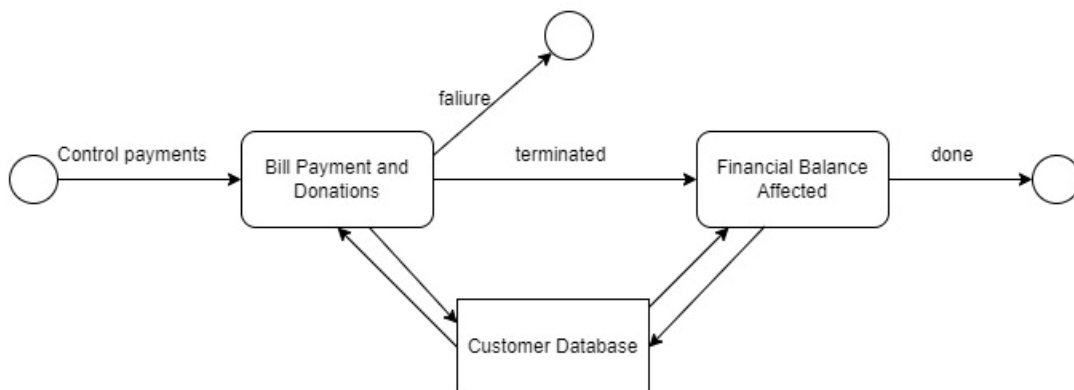 faliure
Control payments
Bill Payment and
Donations
terminated
Financial Balance
Affected
done
Customer Database